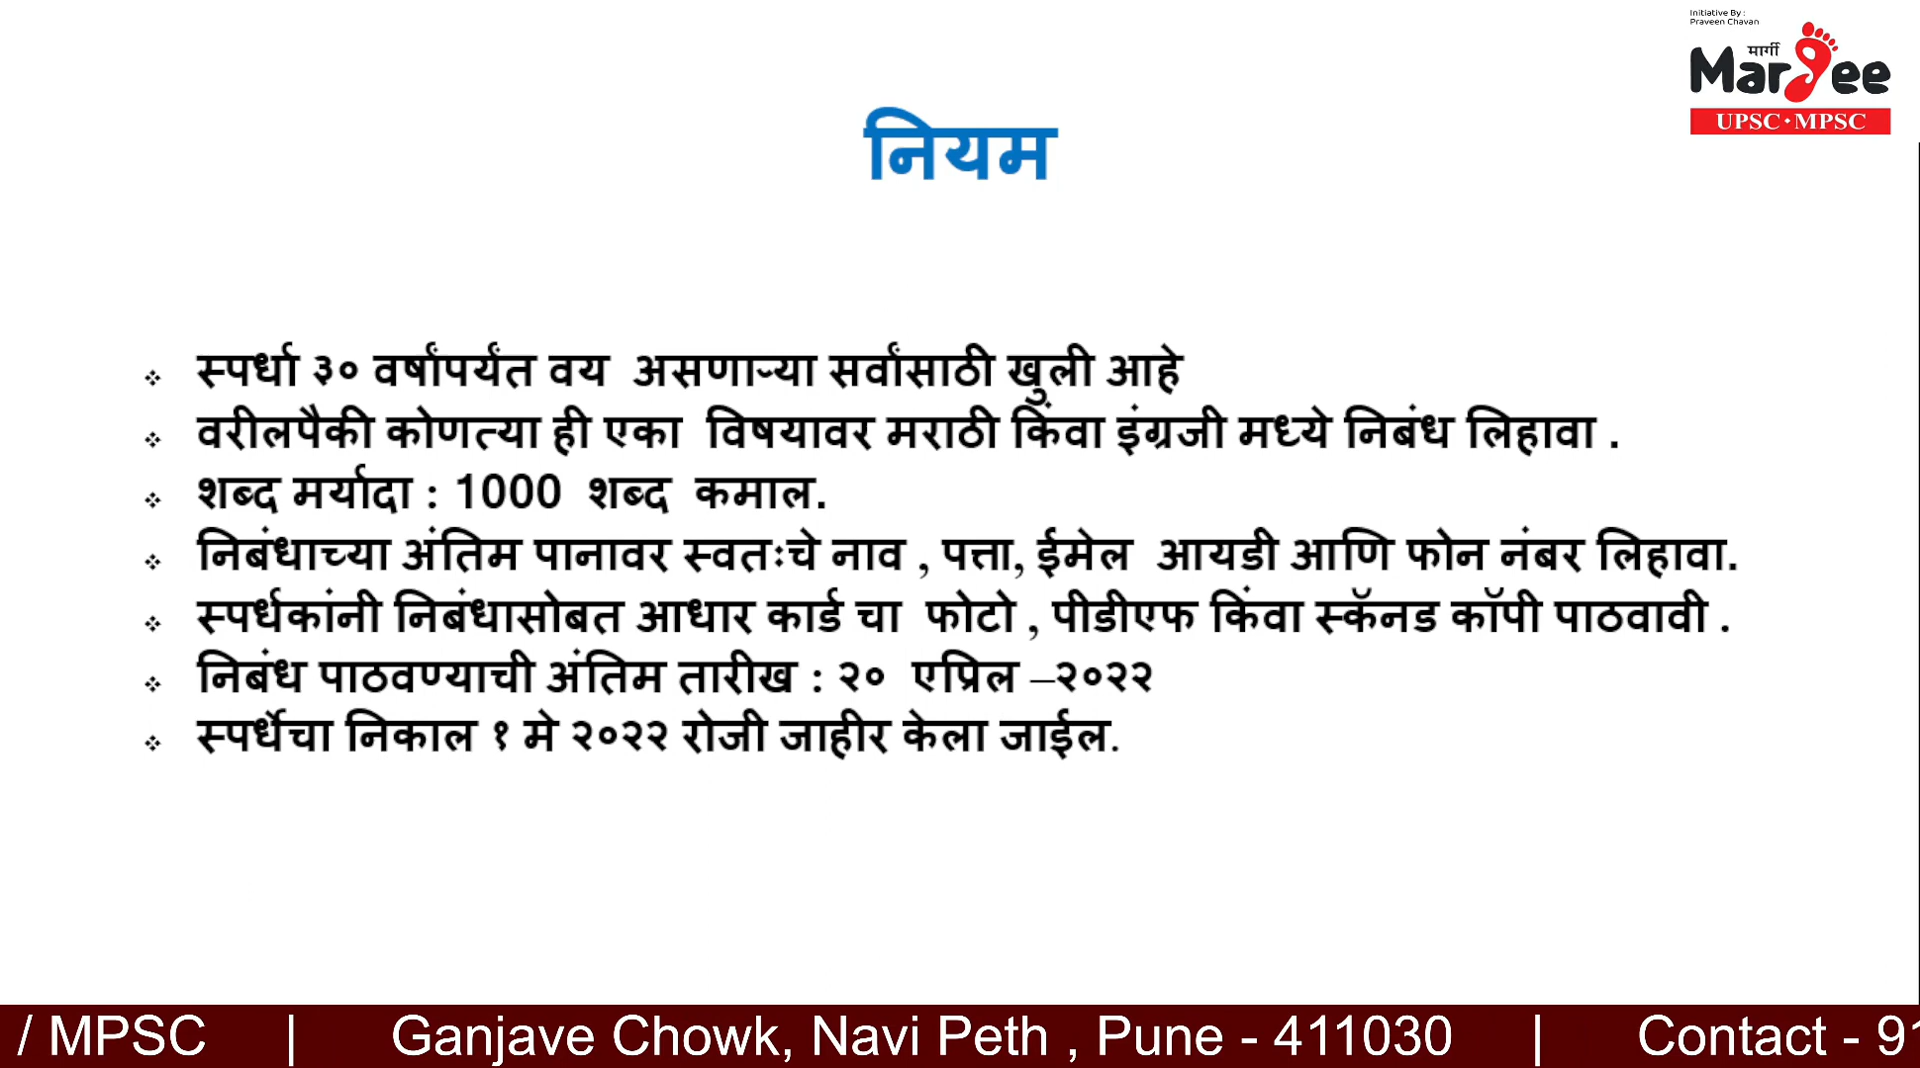 Initiative By :
Praveen Chavan
मार्गी
Margee
UPSC • MPSC
नियम
स्पर्धा ३० वर्षांपर्यंत वय असणाऱ्या सर्वांसाठी खुली आहे
वरीलपैकी कोणत्या ही एका विषयावर मराठी किंवा इंग्रजी मध्ये निबंध लिहावा .
शब्द मर्यादा : 1000 शब्द कमाल.
निबंधाच्या अंतिम पानावर स्वतःचे नाव , पत्ता, ईमेल आयडी आणि फोन नंबर लिहावा.
स्पर्धकांनी निबंधासोबत आधार कार्ड चा फोटो , पीडीएफ किंवा स्कॅनड कॉपी पाठवावी .
निबंध पाठवण्याची अंतिम तारीख : २० एप्रिल –२०२२
स्पर्धेचा निकाल १ मे २०२२ रोजी जाहीर केला जाईल.
/ MPSC | Ganjave Chowk, Navi Peth , Pune - 411030 | Contact - 91